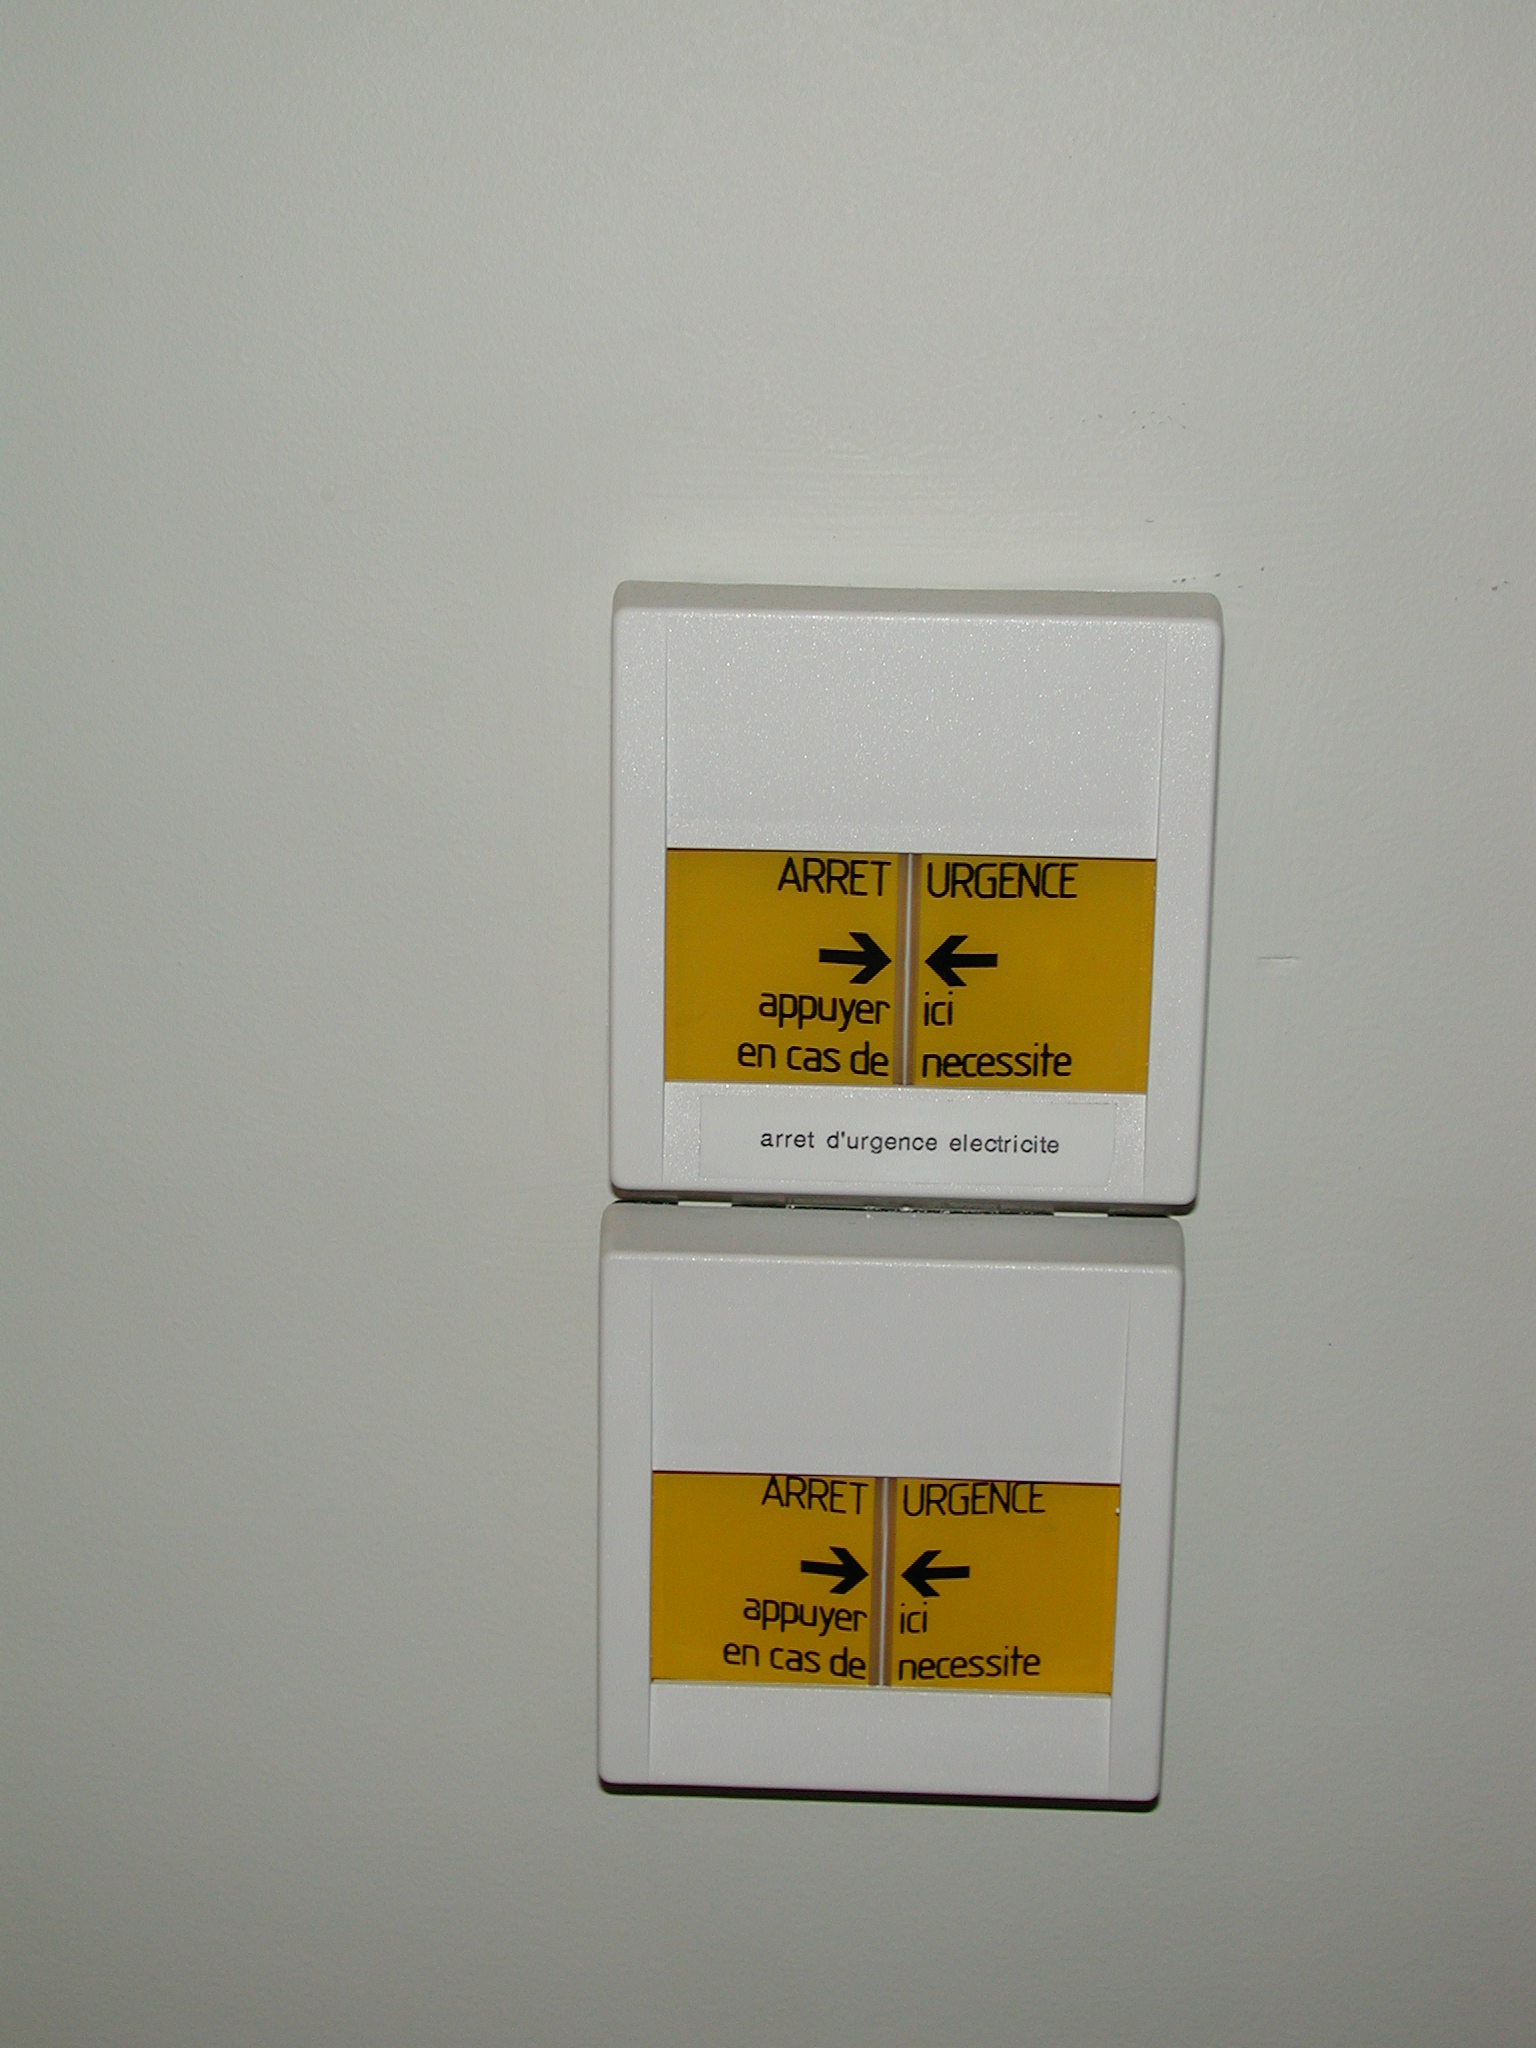 ARRET URGENCE
appuyer ici
en cas de necessite
arret d'urgence electricite
ARRET URGENCE
appuyer ici
en cas de necessite